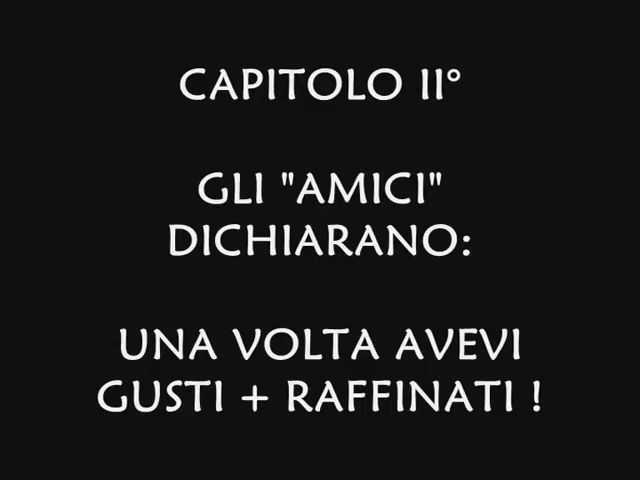 CAPITOLO II°
GLI "AMICI"
DICHIARANO:
UNA VOLTA AVEVI
GUSTI + RAFFINATI !